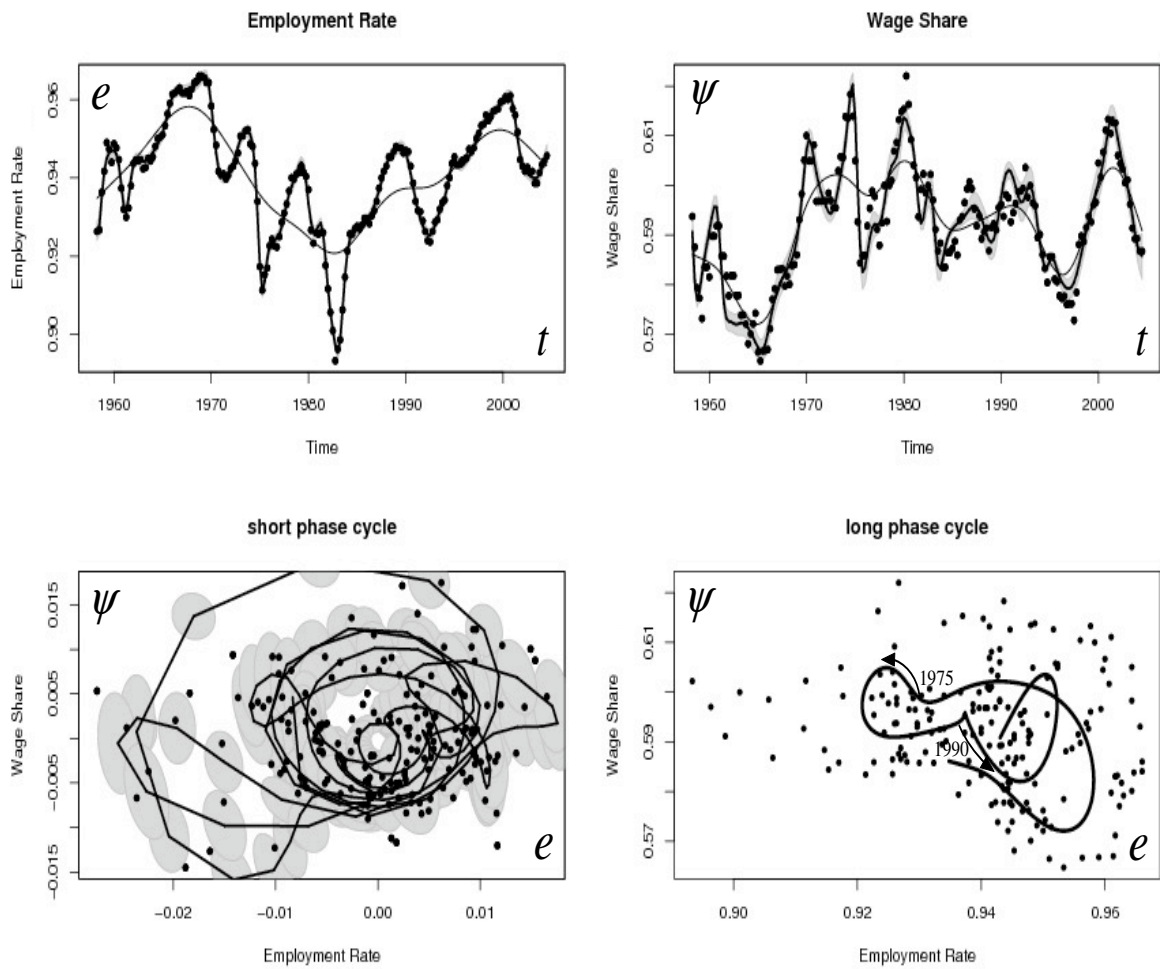 Employment Rate
e
Employment Rate
0.96
0.94
0.92
0.90
t
1960 1970 1980 1990 2000
Time
Wage Share
ψ
Wage Share
0.61
0.59
0.57
t
1960 1970 1980 1990 2000
Time
short phase cycle
ψ
Wage Share
0.015
0.005
−0.005
−0.015
e
−0.02 −0.01 0.00 0.01
Employment Rate
long phase cycle
ψ
Wage Share
0.61
0.59
0.57
1975
1990
e
0.90 0.92 0.94 0.96
Employment Rate